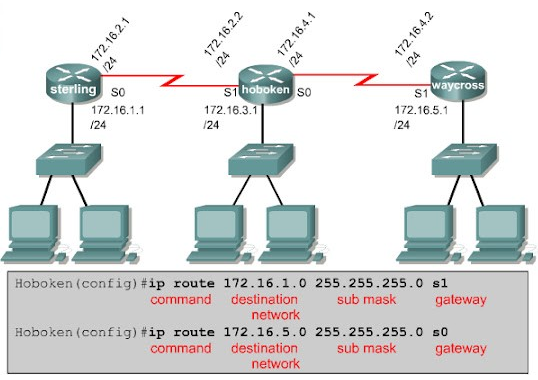 172.16.2.1
/24
172.16.2.2
/24
172.16.4.1
/24
172.16.4.2
/24
sterling
S0
S1
hoboken
S0
S1
waycross
172.16.1.1
/24
172.16.3.1
/24
172.16.5.1
/24
Hoboken(config)#ip route 172.16.1.0 255.255.255.0 s1
command destination sub mask gateway
network
Hoboken(config)#ip route 172.16.5.0 255.255.255.0 s0
command destination sub mask gateway
network